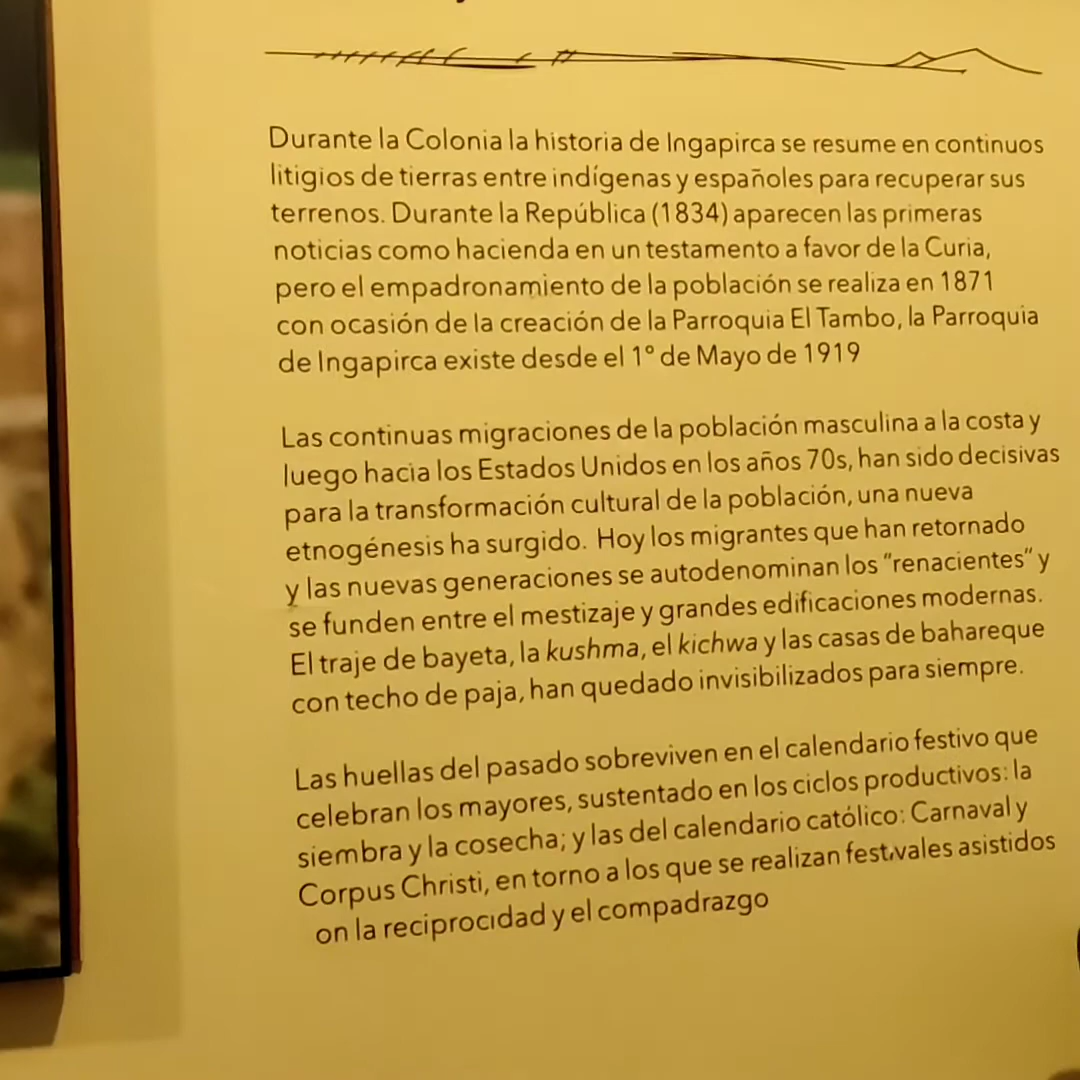 Durante la Colonia la historia de Ingapirca se resume en continuos
litigios de tierras entre indígenas y españoles para recuperar sus
terrenos. Durante la República (1834) aparecen las primeras
noticias como hacienda en un testamento a favor de la Curia,
pero el empadronamiento de la población se realiza en 1871
con ocasión de la creación de la Parroquia El Tambo, la Parroquia
de Ingapirca existe desde el 1° de Mayo de 1919
Las continuas migraciones de la población masculina a la costa y
luego hacia los Estados Unidos en los años 70s, han sido decisivas
para la transformación cultural de la población, una nueva
etnogénesis ha surgido. Hoy los migrantes que han retornado
y las nuevas generaciones se autodenominan los "renacientes" y
se funden entre el mestizaje y grandes edificaciones modernas.
El traje de bayeta, la kushma, el kichwa y las casas de bahareque
con techo de paja, han quedado invisibilizados para siempre.
Las huellas del pasado sobreviven en el calendario festivo que
celebran los mayores, sustentado en los ciclos productivos: la
siembra y la cosecha; y las del calendario católico: Carnaval y
Corpus Christi, en torno a los que se realizan festivales asistidos
on la reciprocidad y el compadrazgo